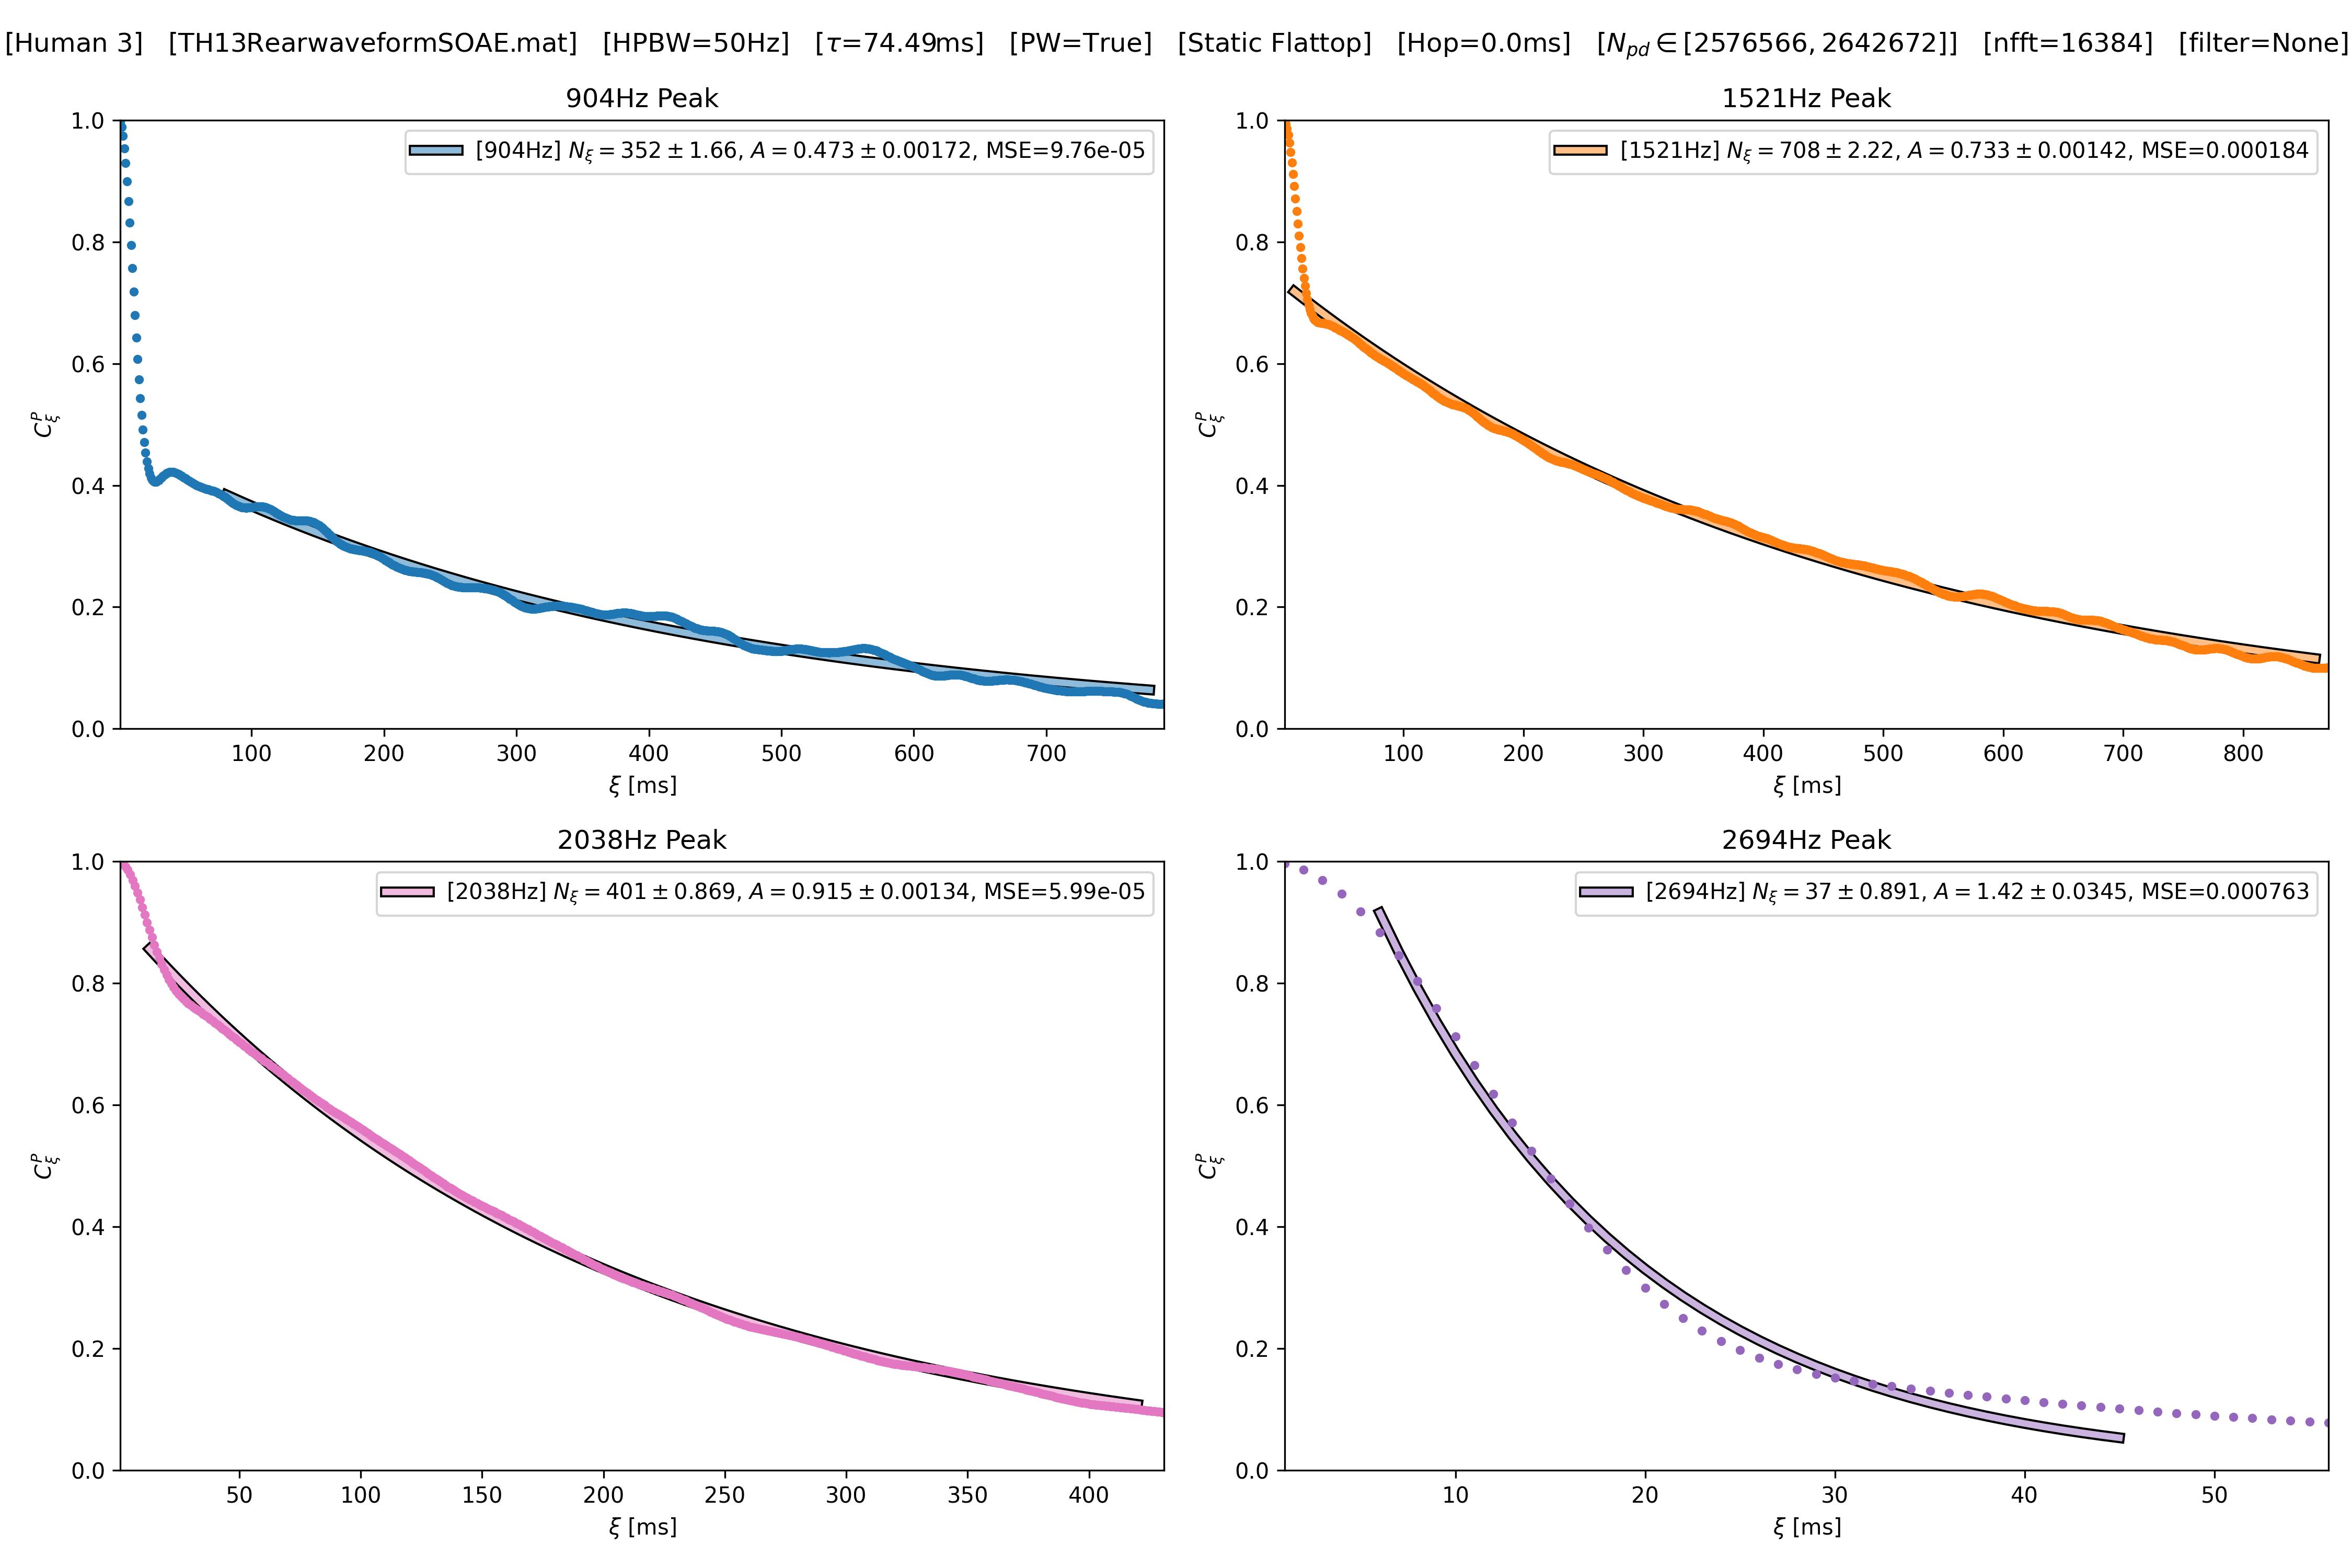 [Human 3] [TH13RearwaveformSOAE.mat] [HPBW=50Hz] [τ=74.49ms] [PW=True] [Static Flattop] [Hop=0.0ms] [N_pd ∈ [2576566, 2642672]] [nfft=16384] [filter=None]
904Hz Peak
[904Hz] N_ξ = 352 ± 1.66, A = 0.473 ± 0.00172, MSE=9.76e-05
1.0
0.8
0.6
0.4
0.2
0.0
C_ξ^P
100 200 300 400 500 600 700
ξ [ms]
1521Hz Peak
[1521Hz] N_ξ = 708 ± 2.22, A = 0.733 ± 0.00142, MSE=0.000184
1.0
0.8
0.6
0.4
0.2
0.0
C_ξ^P
100 200 300 400 500 600 700 800
ξ [ms]
2038Hz Peak
[2038Hz] N_ξ = 401 ± 0.869, A = 0.915 ± 0.00134, MSE=5.99e-05
1.0
0.8
0.6
0.4
0.2
0.0
C_ξ^P
50 100 150 200 250 300 350 400
ξ [ms]
2694Hz Peak
[2694Hz] N_ξ = 37 ± 0.891, A = 1.42 ± 0.0345, MSE=0.000763
1.0
0.8
0.6
0.4
0.2
0.0
C_ξ^P
10 20 30 40 50
ξ [ms]